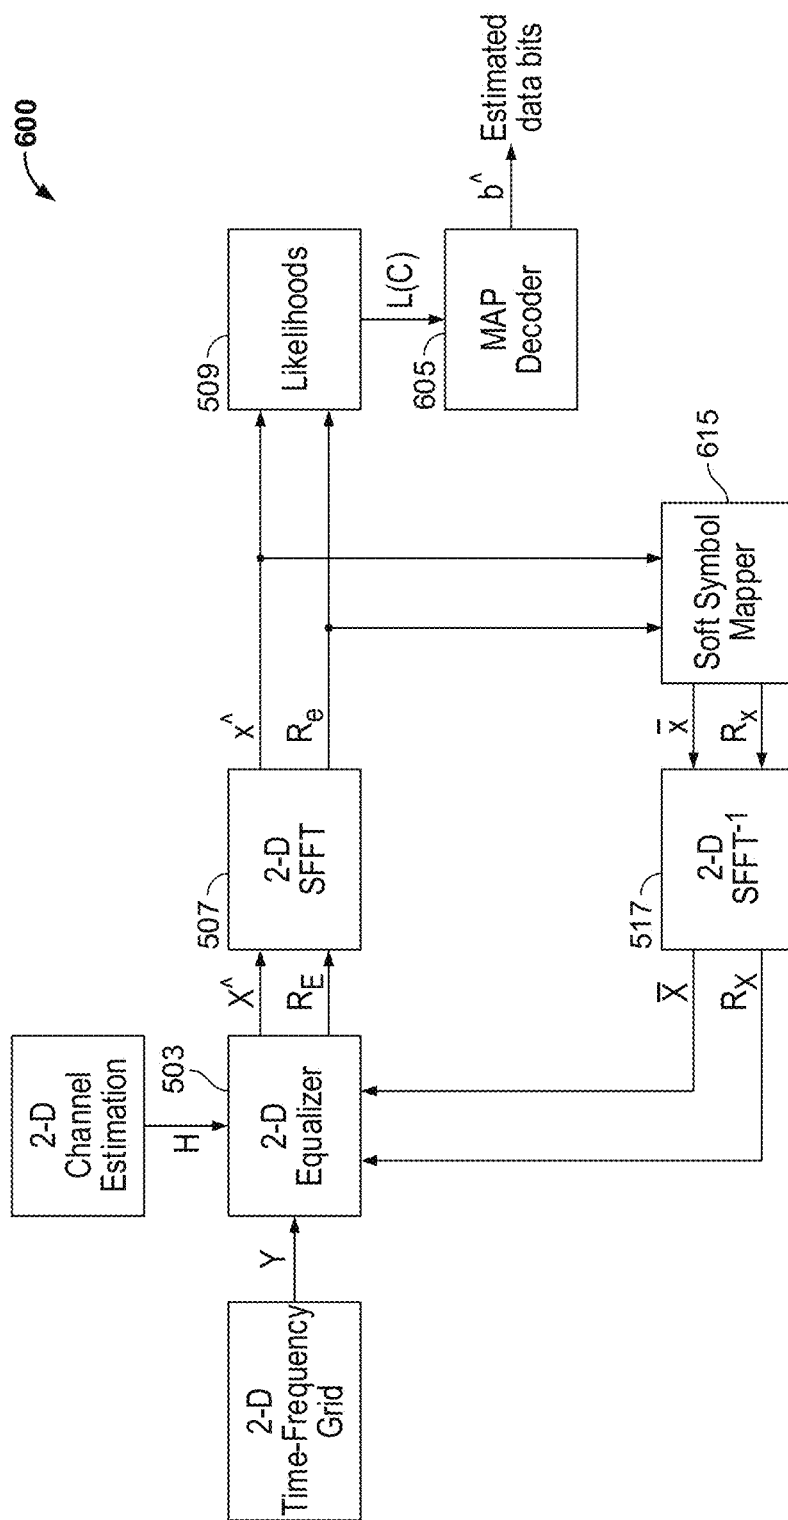 600
2-D
Channel
Estimation
H
2-D
Time-Frequency
Grid
Y
503
2-D
Equalizer
X^
R_E
507
2-D
SFFT
x^
R_e
509
Likelihoods
L(C)
605
MAP
Decoder
b^
Estimated
data bits
615
Soft Symbol
Mapper
x̄
R_x
517
2-D
SFFT-1
X̄
R_X